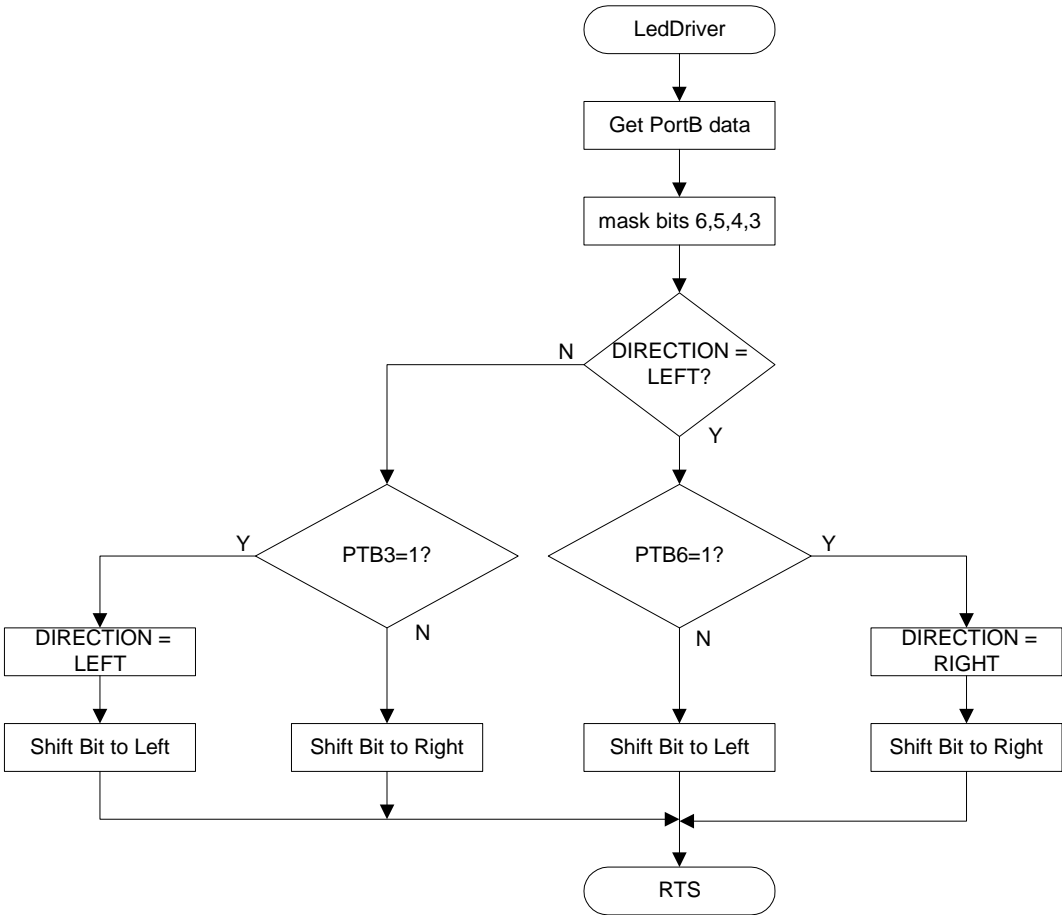 LedDriver
Get PortB data
mask bits 6,5,4,3
DIRECTION =
LEFT?
N
Y
PTB3=1?
Y
N
PTB6=1?
Y
N
DIRECTION =
LEFT
DIRECTION =
RIGHT
Shift Bit to Left
Shift Bit to Right
Shift Bit to Left
Shift Bit to Right
RTS